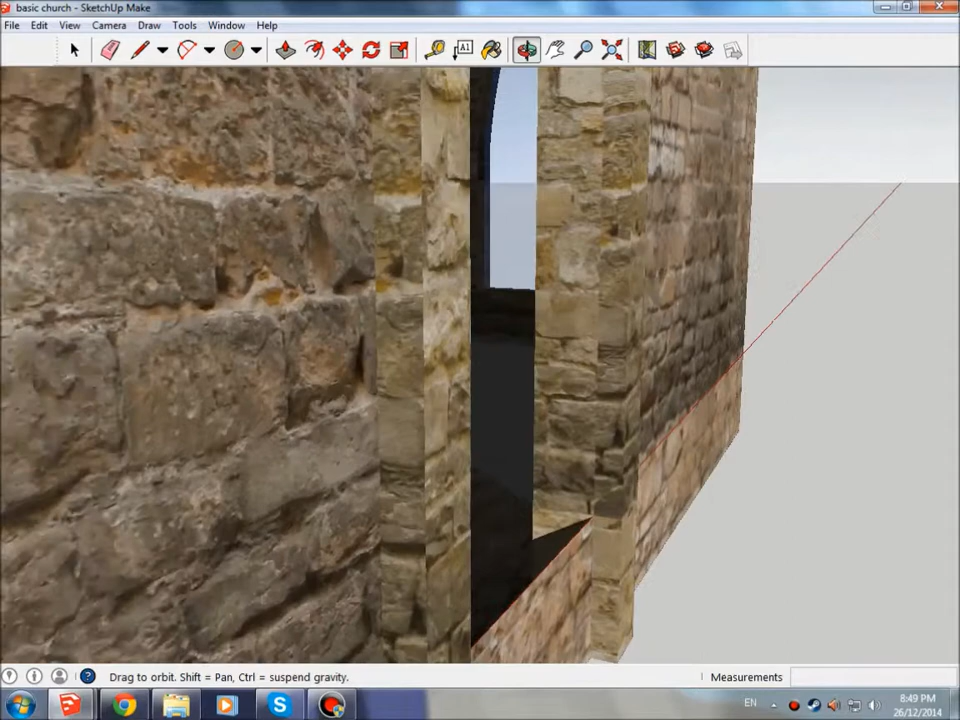 basic church - SketchUp Make
File Edit View Camera Draw Tools Window Help
A1
Drag to orbit. Shift = Pan, Ctrl = suspend gravity.
Measurements
EN
8:49 PM
26/12/2014